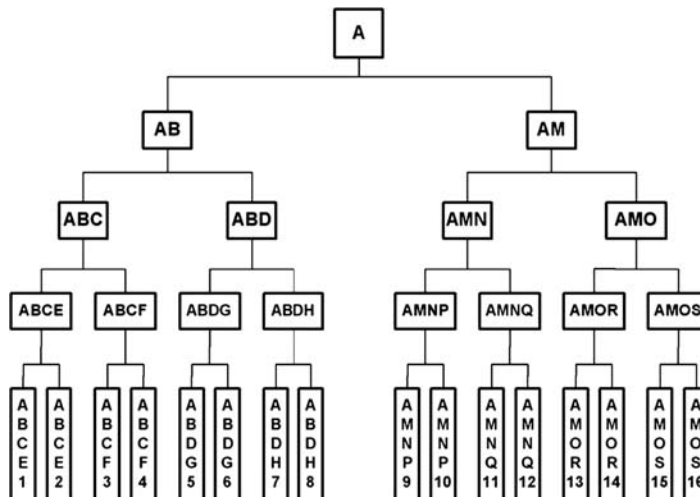 A
AB
AM
ABC
ABD
AMN
AMO
ABCE
ABCF
ABDG
ABDH
AMNP
AMNQ
AMOR
AMOS
ABCE1
ABCE2
ABCF3
ABCF4
ABDG5
ABDG6
ABDH7
ABDH8
AMNP9
AMNP10
AMNQ11
AMNQ12
AMOR13
AMOR14
AMOS15
AMOS16